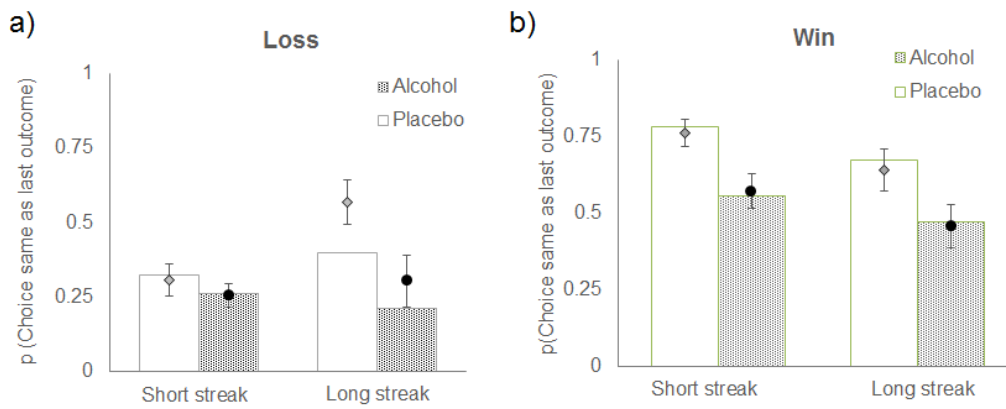 a)
Loss
p (Choice same as last outcome)
1
0.75
0.5
0.25
0
Alcohol
Placebo
Short streak
Long streak
b)
Win
p(Choice same as last outcome)
1
0.75
0.5
0.25
0
Alcohol
Placebo
Short streak
Long streak